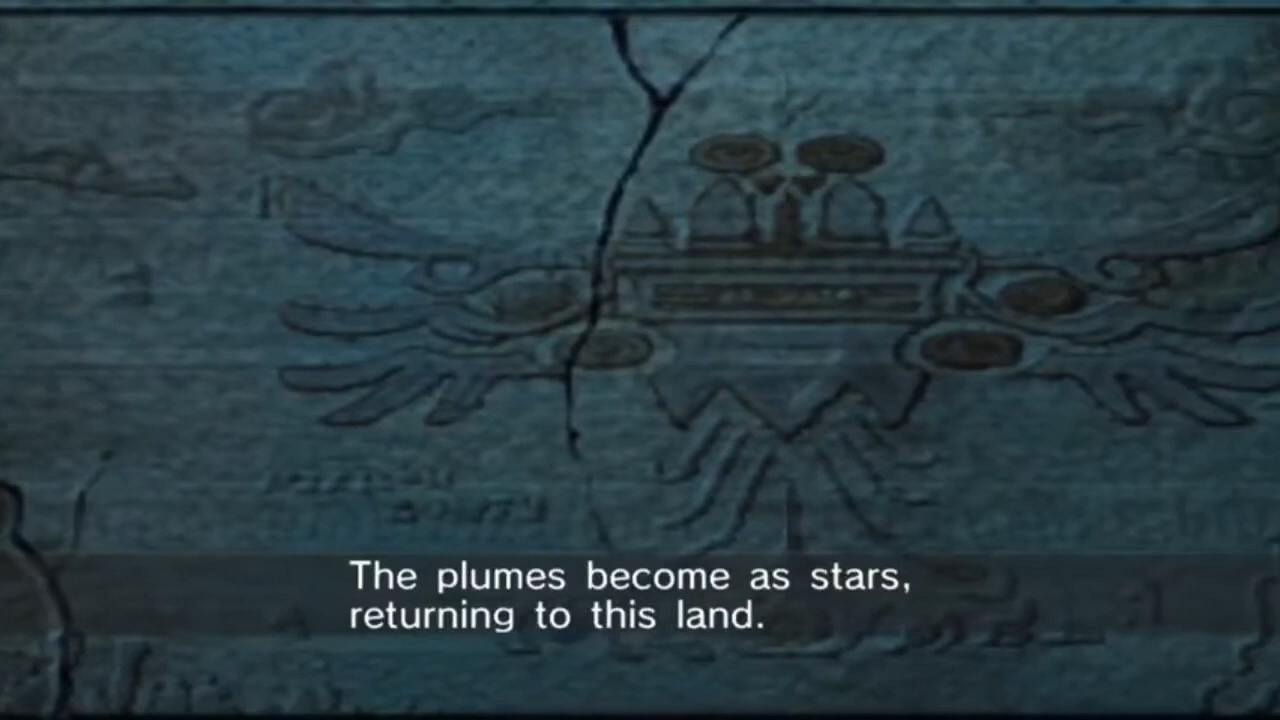 The plumes become as stars,
returning to this land.